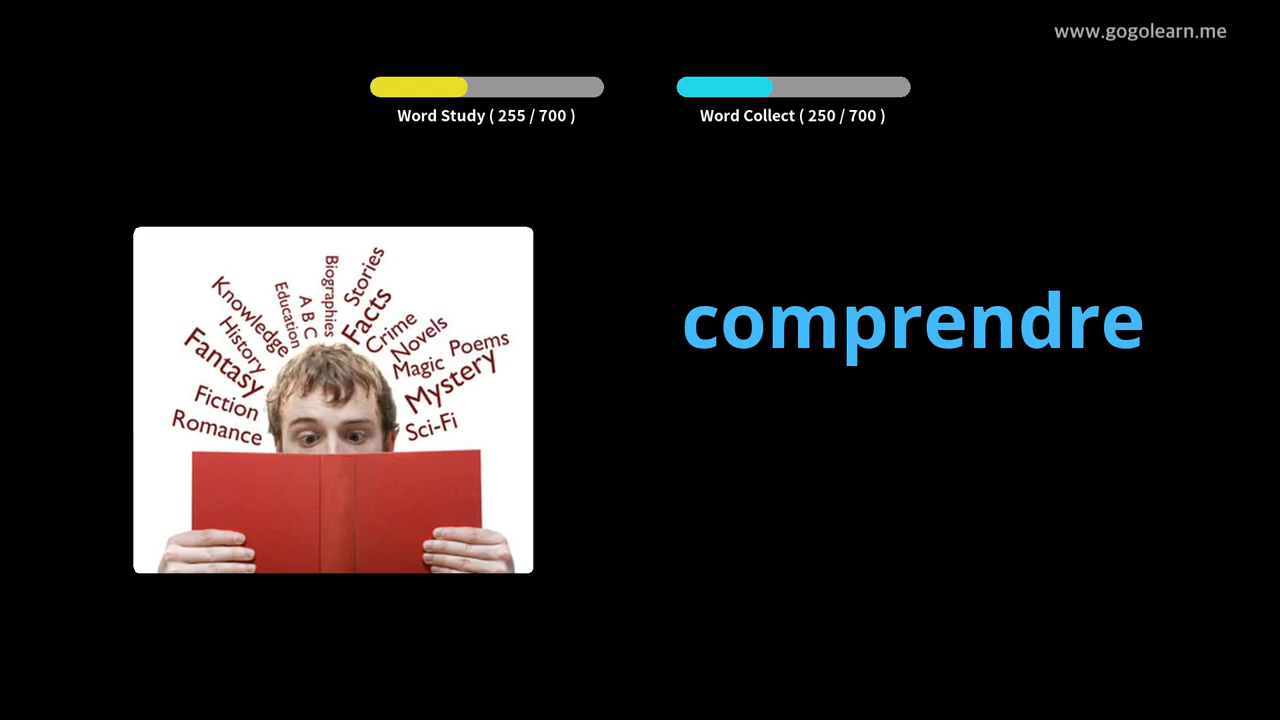 www.gogolearn.me
Word Study ( 255 / 700 )
Word Collect ( 250 / 700 )
comprendre
Knowledge
History
Fantasy
Fiction
Romance
Education
A B C
Biographies
Stories
Facts
Crime
Novels
Magic
Poems
Mystery
Sci-Fi